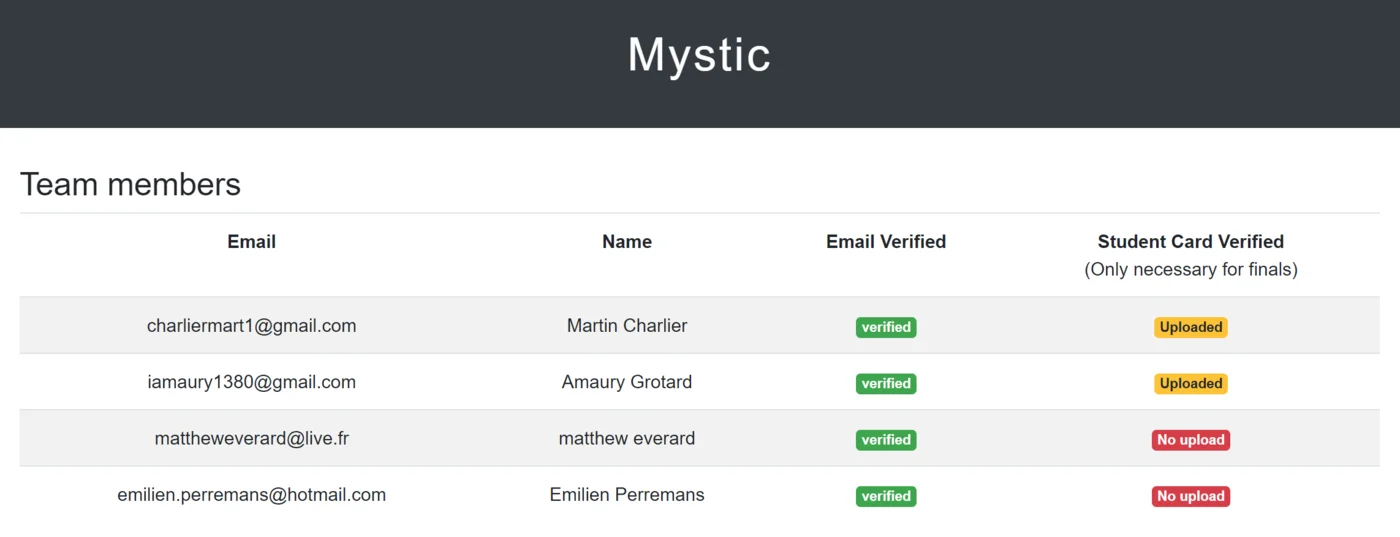 Mystic
Team members
Email Name Email Verified Student Card Verified
(Only necessary for finals)
charliermart1@gmail.com Martin Charlier verified Uploaded
iamaury1380@gmail.com Amaury Grotard verified Uploaded
mattheweverard@live.fr matthew everard verified No upload
emilien.perremans@hotmail.com Emilien Perremans verified No upload